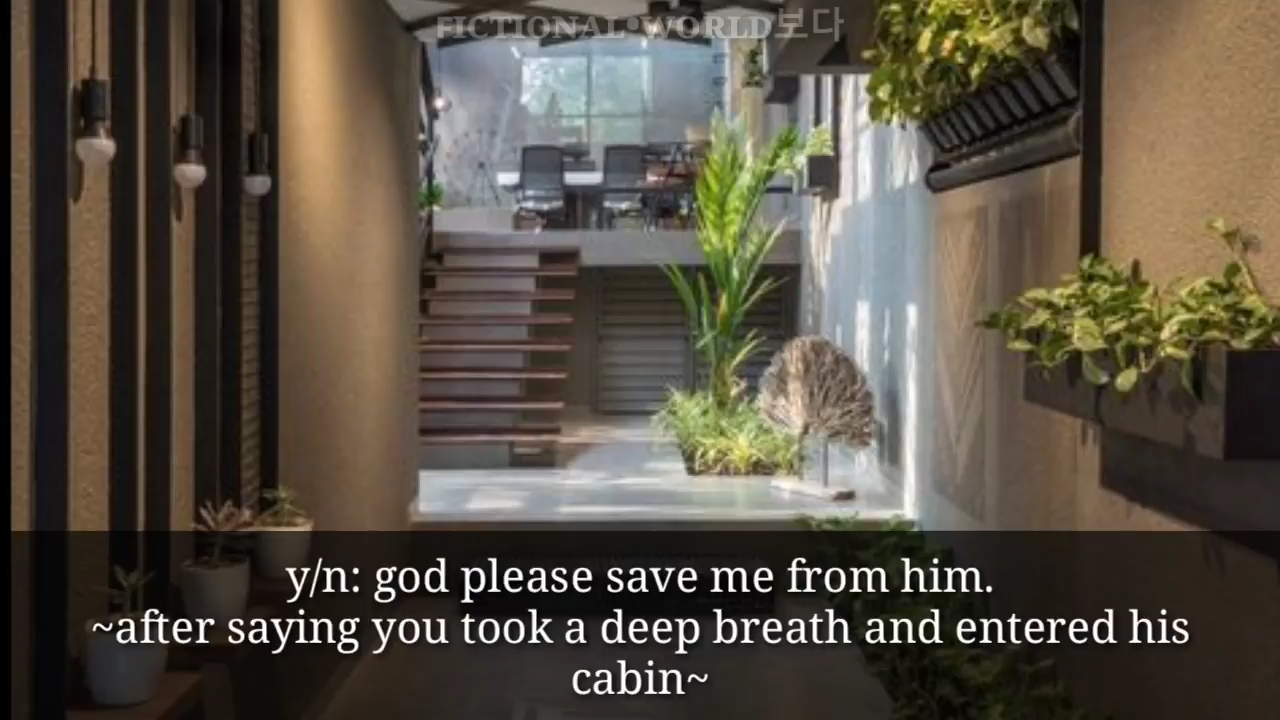 FICTIONAL•WORLD보다
y/n: god please save me from him.
~after saying you took a deep breath and entered his
cabin~